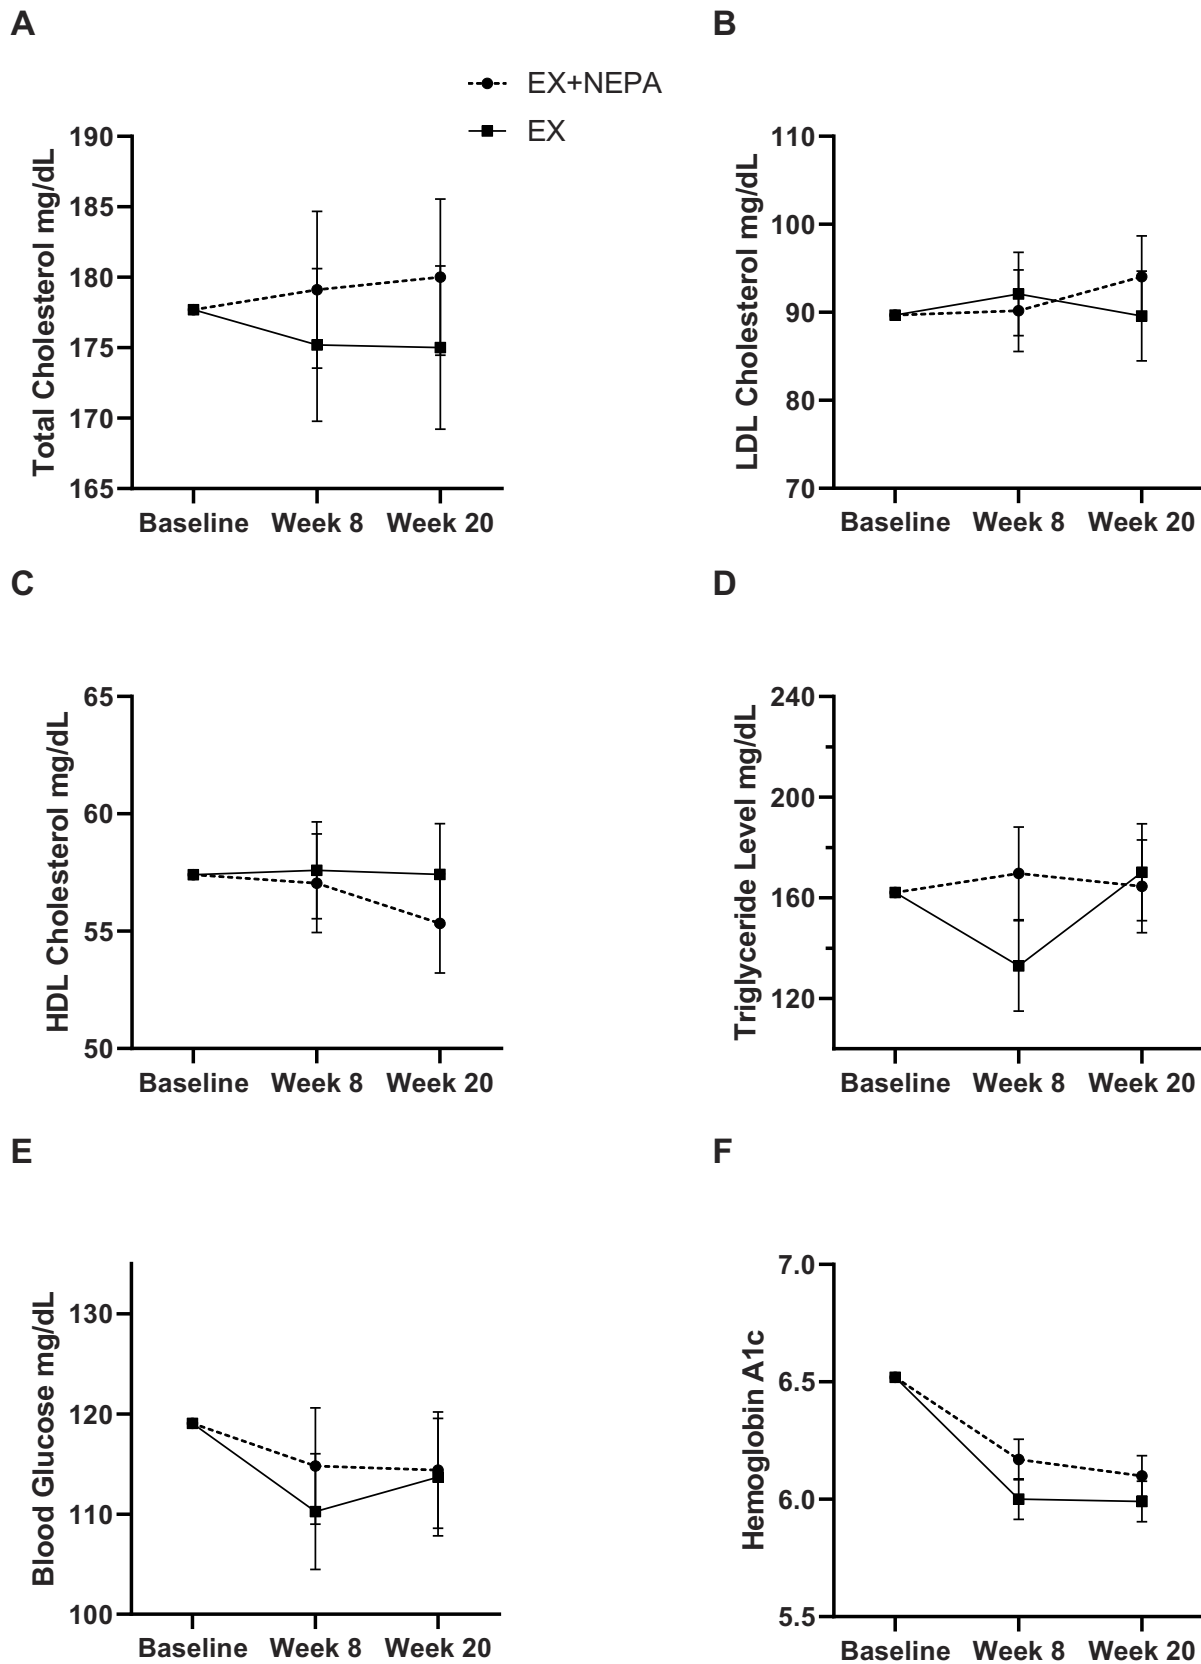 A
B
EX+NEPA
EX
Total Cholesterol mg/dL
190
185
180
175
170
165
Baseline Week 8 Week 20
LDL Cholesterol mg/dL
110
100
90
80
70
Baseline Week 8 Week 20
C
D
HDL Cholesterol mg/dL
65
60
55
50
Baseline Week 8 Week 20
Triglyceride Level mg/dL
240
200
160
120
Baseline Week 8 Week 20
E
F
Blood Glucose mg/dL
130
120
110
100
Baseline Week 8 Week 20
Hemoglobin A1c
7.0
6.5
6.0
5.5
Baseline Week 8 Week 20